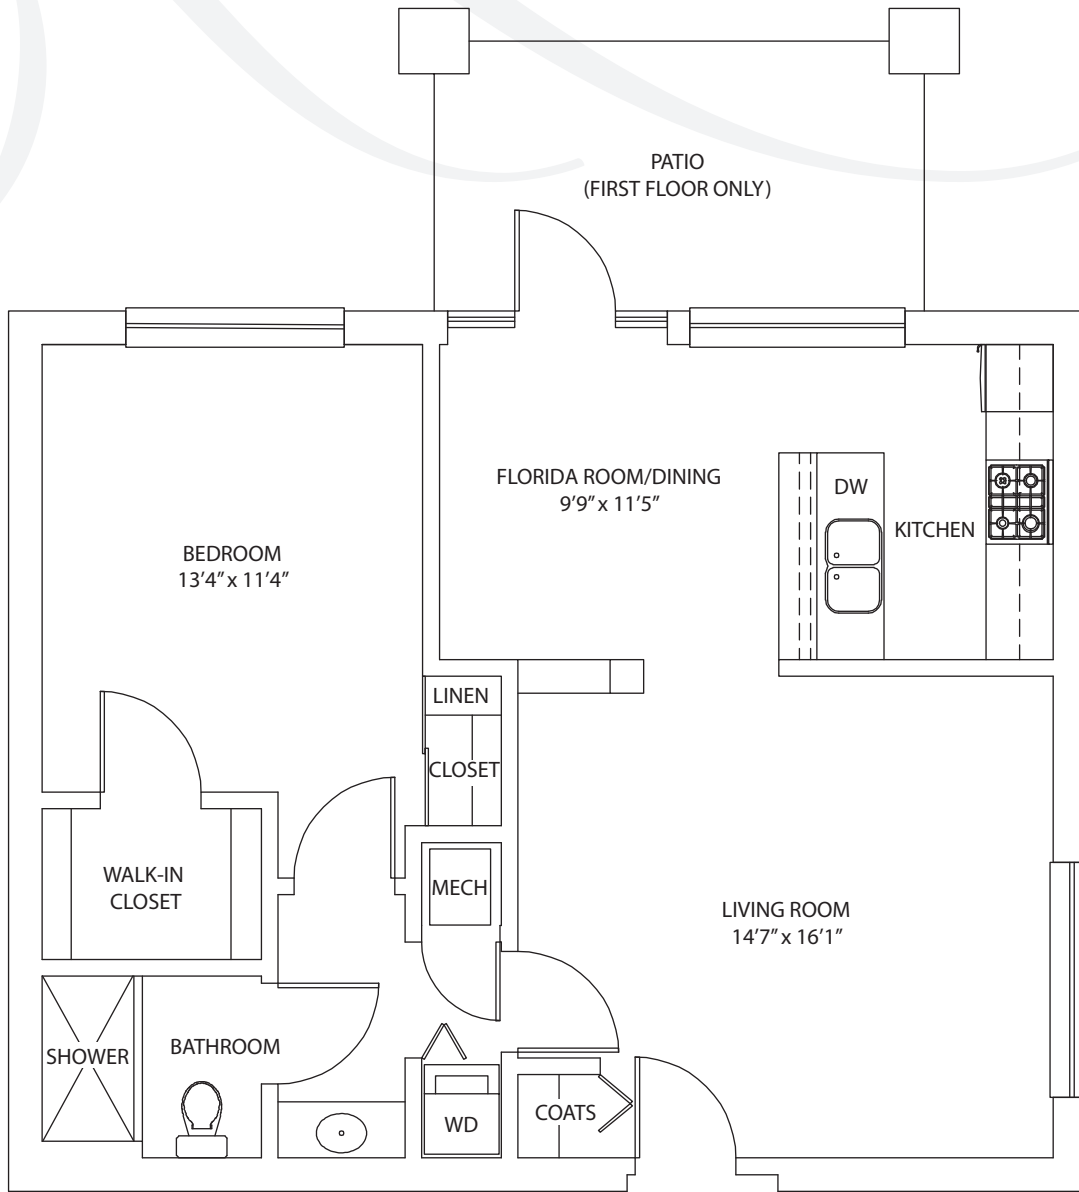 PATIO
(FIRST FLOOR ONLY)
FLORIDA ROOM/DINING
9’9” x 11’5”
DW
KITCHEN
BEDROOM
13’4” x 11’4”
LINEN
CLOSET
WALK-IN
CLOSET
MECH
LIVING ROOM
14’7” x 16’1”
SHOWER
BATHROOM
WD
COATS